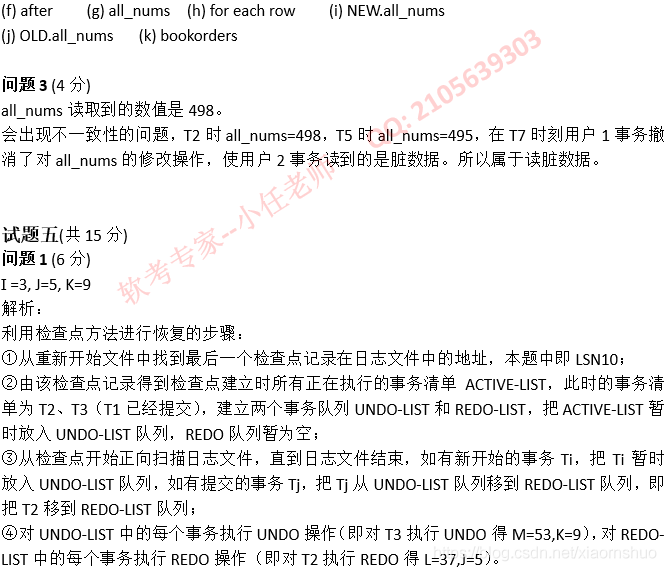 (f) after (g) all_nums (h) for each row (i) NEW.all_nums
(j) OLD.all_nums (k) bookorders
问题 3 (4 分)
all_nums 读取到的数值是 498。
会出现不一致性的问题，T2 时 all_nums=498，T5 时 all_nums=495，在 T7 时刻用户 1 事务撤
消了对 all_nums 的修改操作，使用户 2 事务读到的是脏数据。所以属于读脏数据。
试题五(共 15 分)
问题 1 (6 分)
I =3, J=5, K=9
解析：
利用检查点方法进行恢复的步骤：
①从重新开始文件中找到最后一个检查点记录在日志文件中的地址，本题中即 LSN10；
②由该检查点记录得到检查点建立时所有正在执行的事务清单 ACTIVE-LIST，此时的事务清
单为 T2、T3（T1 已经提交），建立两个事务队列 UNDO-LIST 和 REDO-LIST，把 ACTIVE-LIST 暂
时放入 UNDO-LIST 队列，REDO 队列暂为空；
③从检查点开始正向扫描日志文件，直到日志文件结束，如有新开始的事务 Ti，把 Ti 暂时
放入 UNDO-LIST 队列，如有提交的事务 Tj，把 Tj 从 UNDO-LIST 队列移到 REDO-LIST 队列，即
把 T2 移到 REDO-LIST 队列；
④对 UNDO-LIST 中的每个事务执行 UNDO 操作（即对 T3 执行 UNDO 得 M=53,K=9），对 REDO-
LIST 中的每个事务执行 REDO 操作（即对 T2 执行 REDO 得 L=37,J=5）。
软考专家--小任老师 QQ: 2105639303